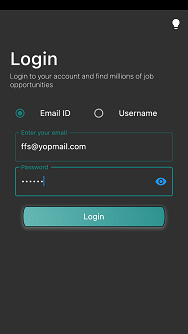 Login
Login to your account and find millions of job
opportunities
Email ID
Username
Enter your email
ffs@yopmail.com
Password
••••••
Login